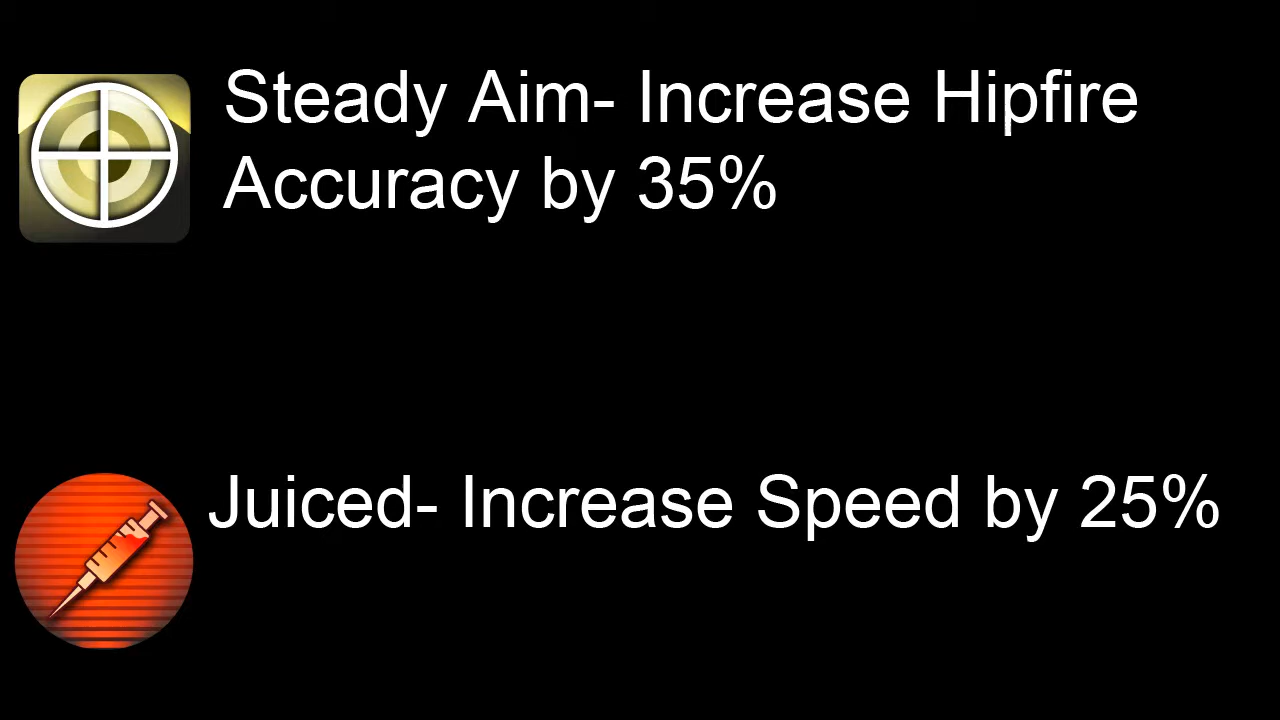 Steady Aim- Increase Hipfire
Accuracy by 35%
Juiced- Increase Speed by 25%